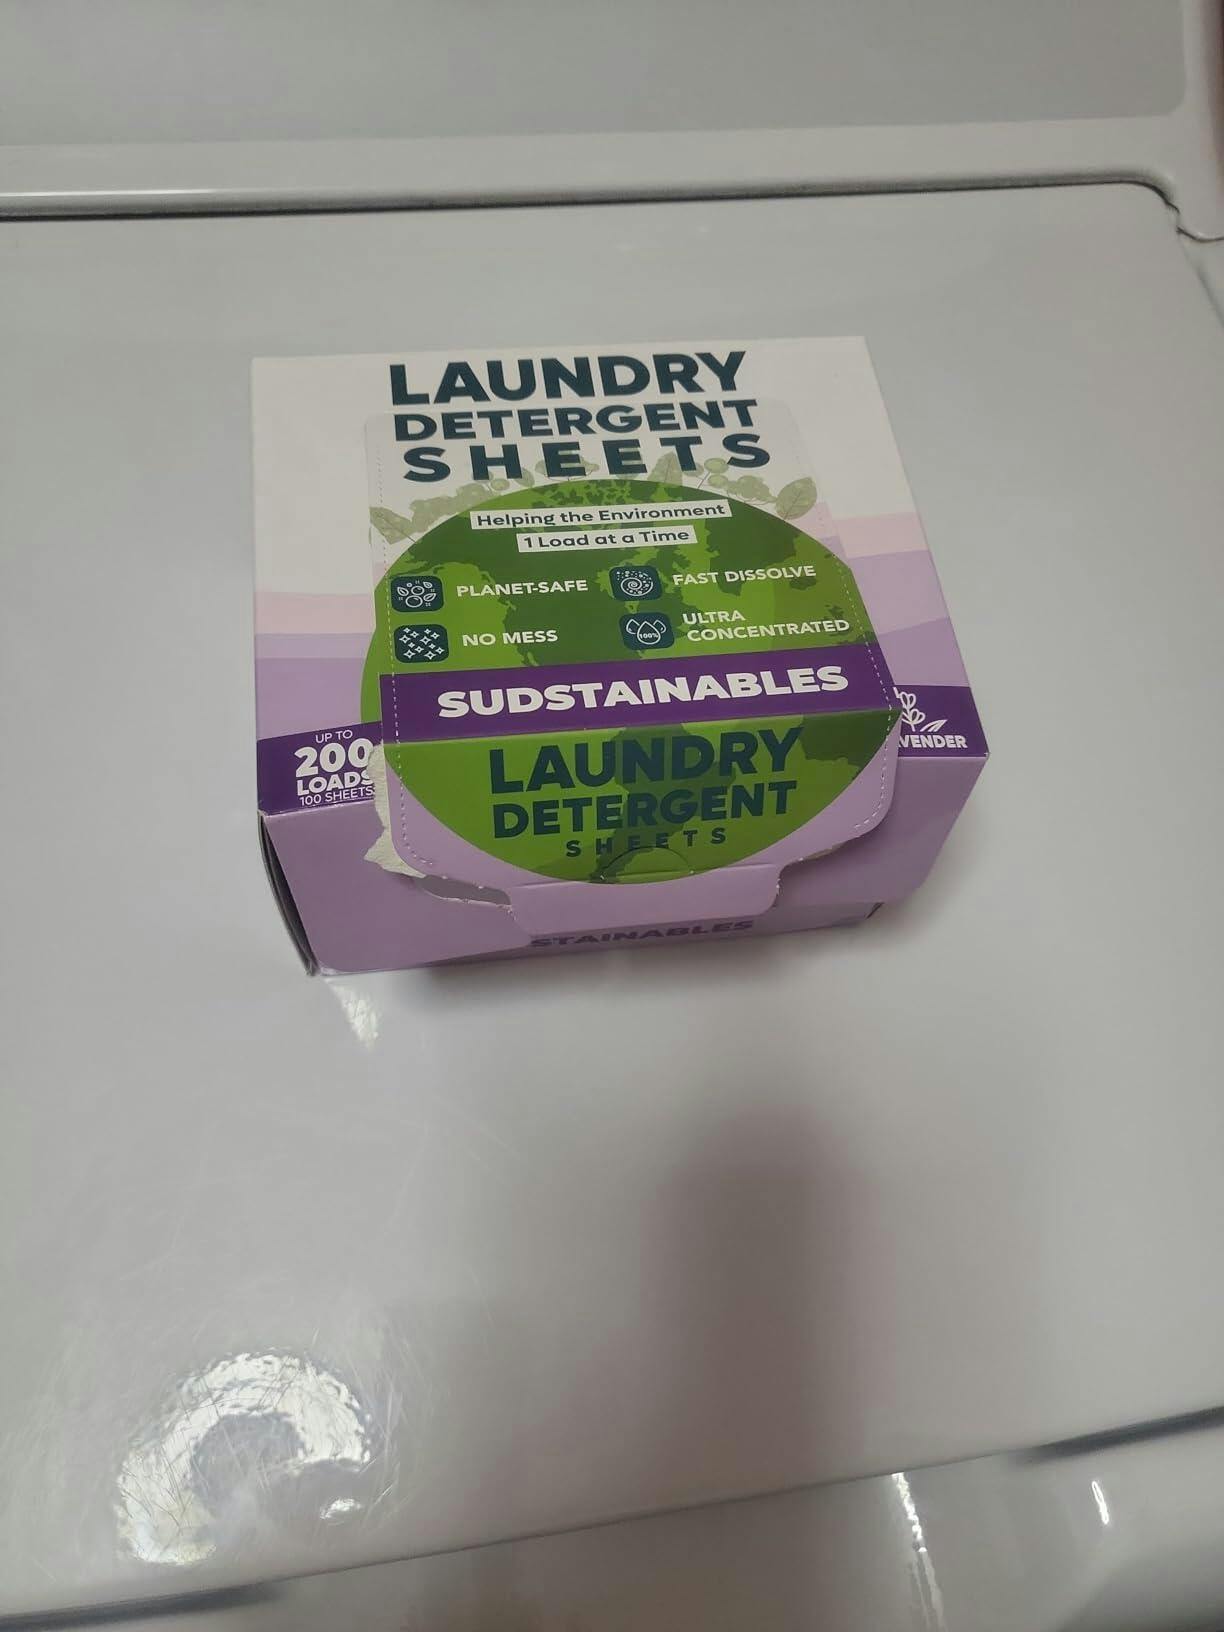 LAUNDRY
DETERGENT
SHEETS
Helping the Environment
1 Load at a Time
PLANET-SAFE
FAST DISSOLVE
NO MESS
100%
ULTRA
CONCENTRATED
SUDSTAINABLES
UP TO
200
LOADS
100 SHEETS
VENDER
LAUNDRY
DETERGENT
SHEETS
STAINABLES